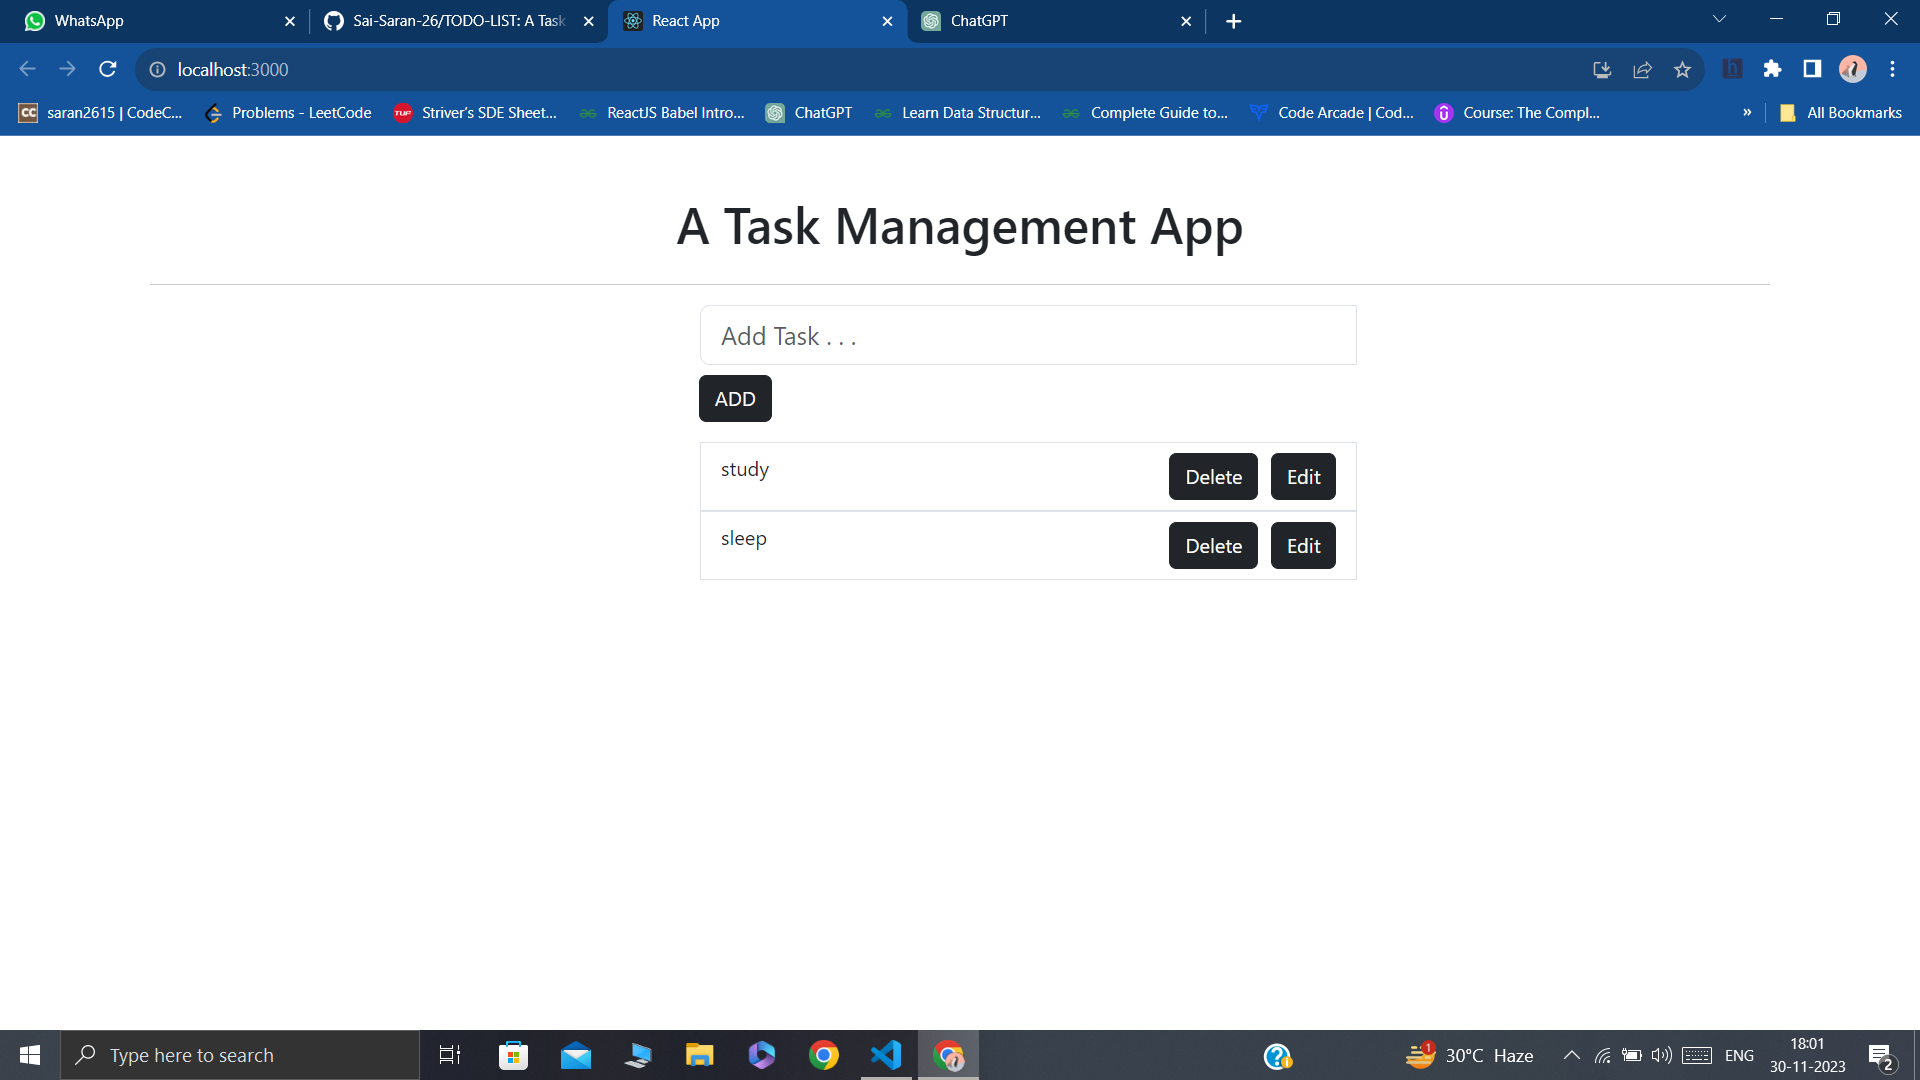 WhatsApp
Sai-Saran-26/TODO-LIST: A Task
React App
ChatGPT
localhost:3000
saran2615 | CodeC...
Problems - LeetCode
TUF
Striver's SDE Sheet...
ReactJS Babel Intro...
ChatGPT
Learn Data Structur...
Complete Guide to...
Code Arcade | Cod...
Course: The Compl...
»
All Bookmarks
A Task Management App
Add Task . . .
ADD
study
Delete
Edit
sleep
Delete
Edit
Type here to search
1
30°C Haze
ENG
18:01
30-11-2023
2